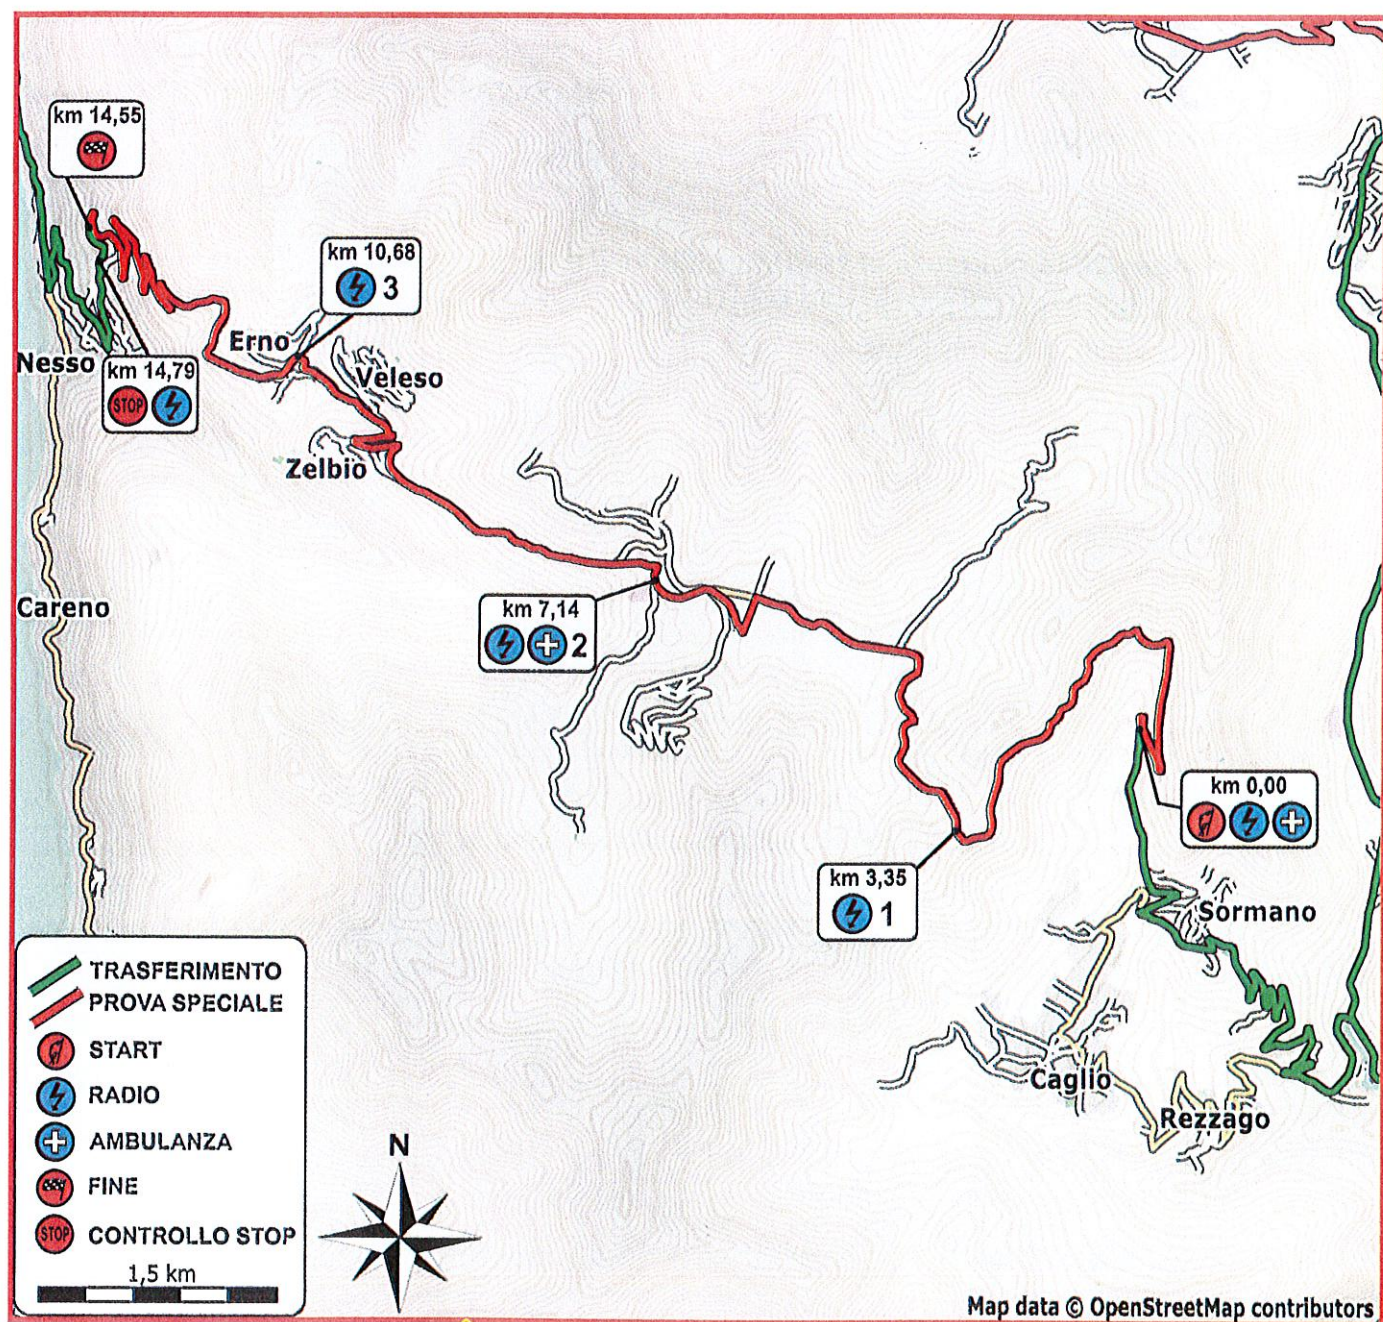 km 14,55
km 10,68
3
Erno
Nesso
km 14,79
STOP
Veleso
Zelbio
km 7,14
2
Careno
km 0,00
km 3,35
1
Sormano
Caglio
Rezzago
TRASFERIMENTO
PROVA SPECIALE
START
RADIO
AMBULANZA
FINE
STOP
CONTROLLO STOP
1,5 km
N
Map data © OpenStreetMap contributors